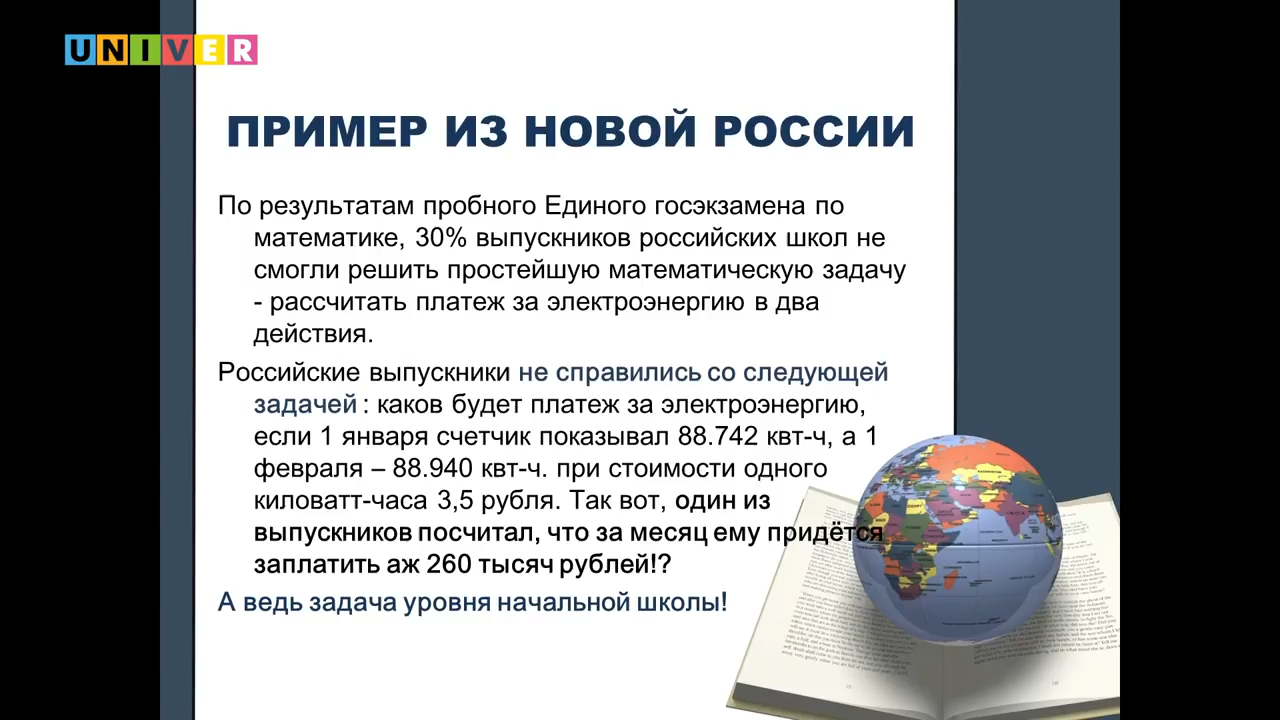 UNIVER
ПРИМЕР ИЗ НОВОЙ РОССИИ
По результатам пробного Единого госэкзамена по
математике, 30% выпускников российских школ не
смогли решить простейшую математическую задачу
- рассчитать платеж за электроэнергию в два
действия.
Российские выпускники не справились со следующей
задачей : каков будет платеж за электроэнергию,
если 1 января счетчик показывал 88.742 квт-ч, а 1
февраля – 88.940 квт-ч. при стоимости одного
киловатт-часа 3,5 рубля. Так вот, один из
выпускников посчитал, что за месяц ему придётся
заплатить аж 260 тысяч рублей!?
А ведь задача уровня начальной школы!